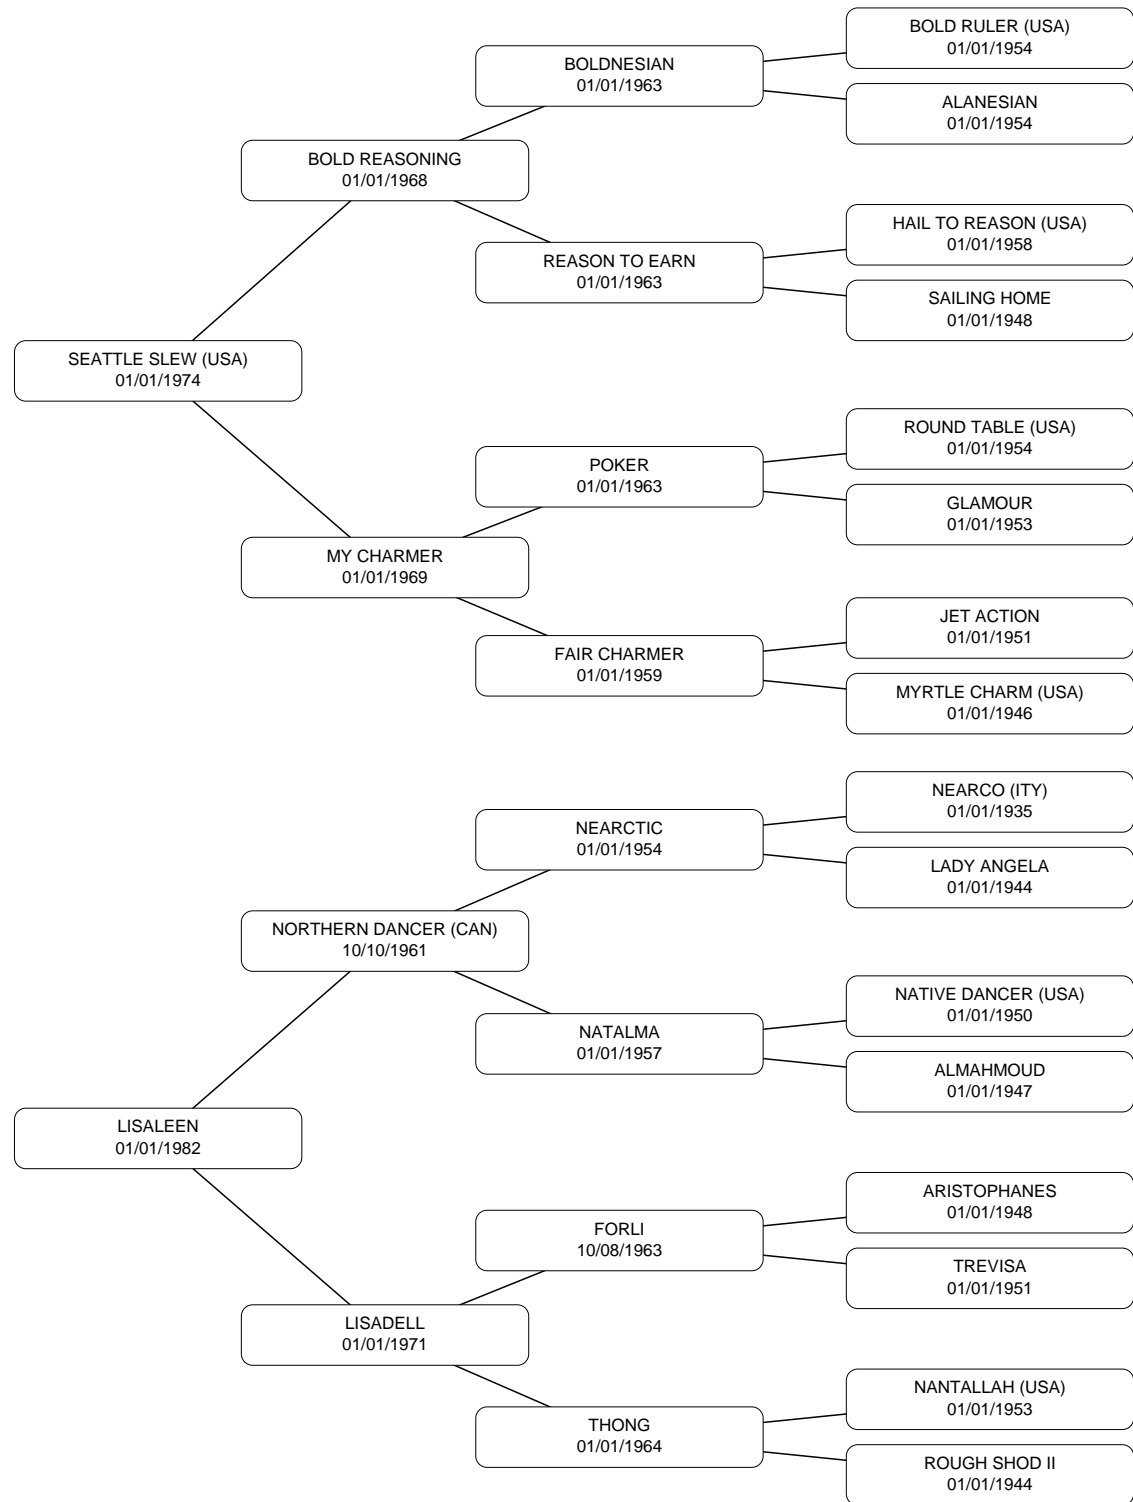 BOLD RULER (USA)
01/01/1954
BOLDNESIAN
01/01/1963
ALANESIAN
01/01/1954
BOLD REASONING
01/01/1968
HAIL TO REASON (USA)
01/01/1958
REASON TO EARN
01/01/1963
SAILING HOME
01/01/1948
SEATTLE SLEW (USA)
01/01/1974
ROUND TABLE (USA)
01/01/1954
POKER
01/01/1963
GLAMOUR
01/01/1953
MY CHARMER
01/01/1969
JET ACTION
01/01/1951
FAIR CHARMER
01/01/1959
MYRTLE CHARM (USA)
01/01/1946
NEARCO (ITY)
01/01/1935
NEARCTIC
01/01/1954
LADY ANGELA
01/01/1944
NORTHERN DANCER (CAN)
10/10/1961
NATIVE DANCER (USA)
01/01/1950
NATALMA
01/01/1957
ALMAHMOUD
01/01/1947
LISALEEN
01/01/1982
ARISTOPHANES
01/01/1948
FORLI
10/08/1963
TREVISA
01/01/1951
LISADELL
01/01/1971
NANTALLAH (USA)
01/01/1953
THONG
01/01/1964
ROUGH SHOD II
01/01/1944